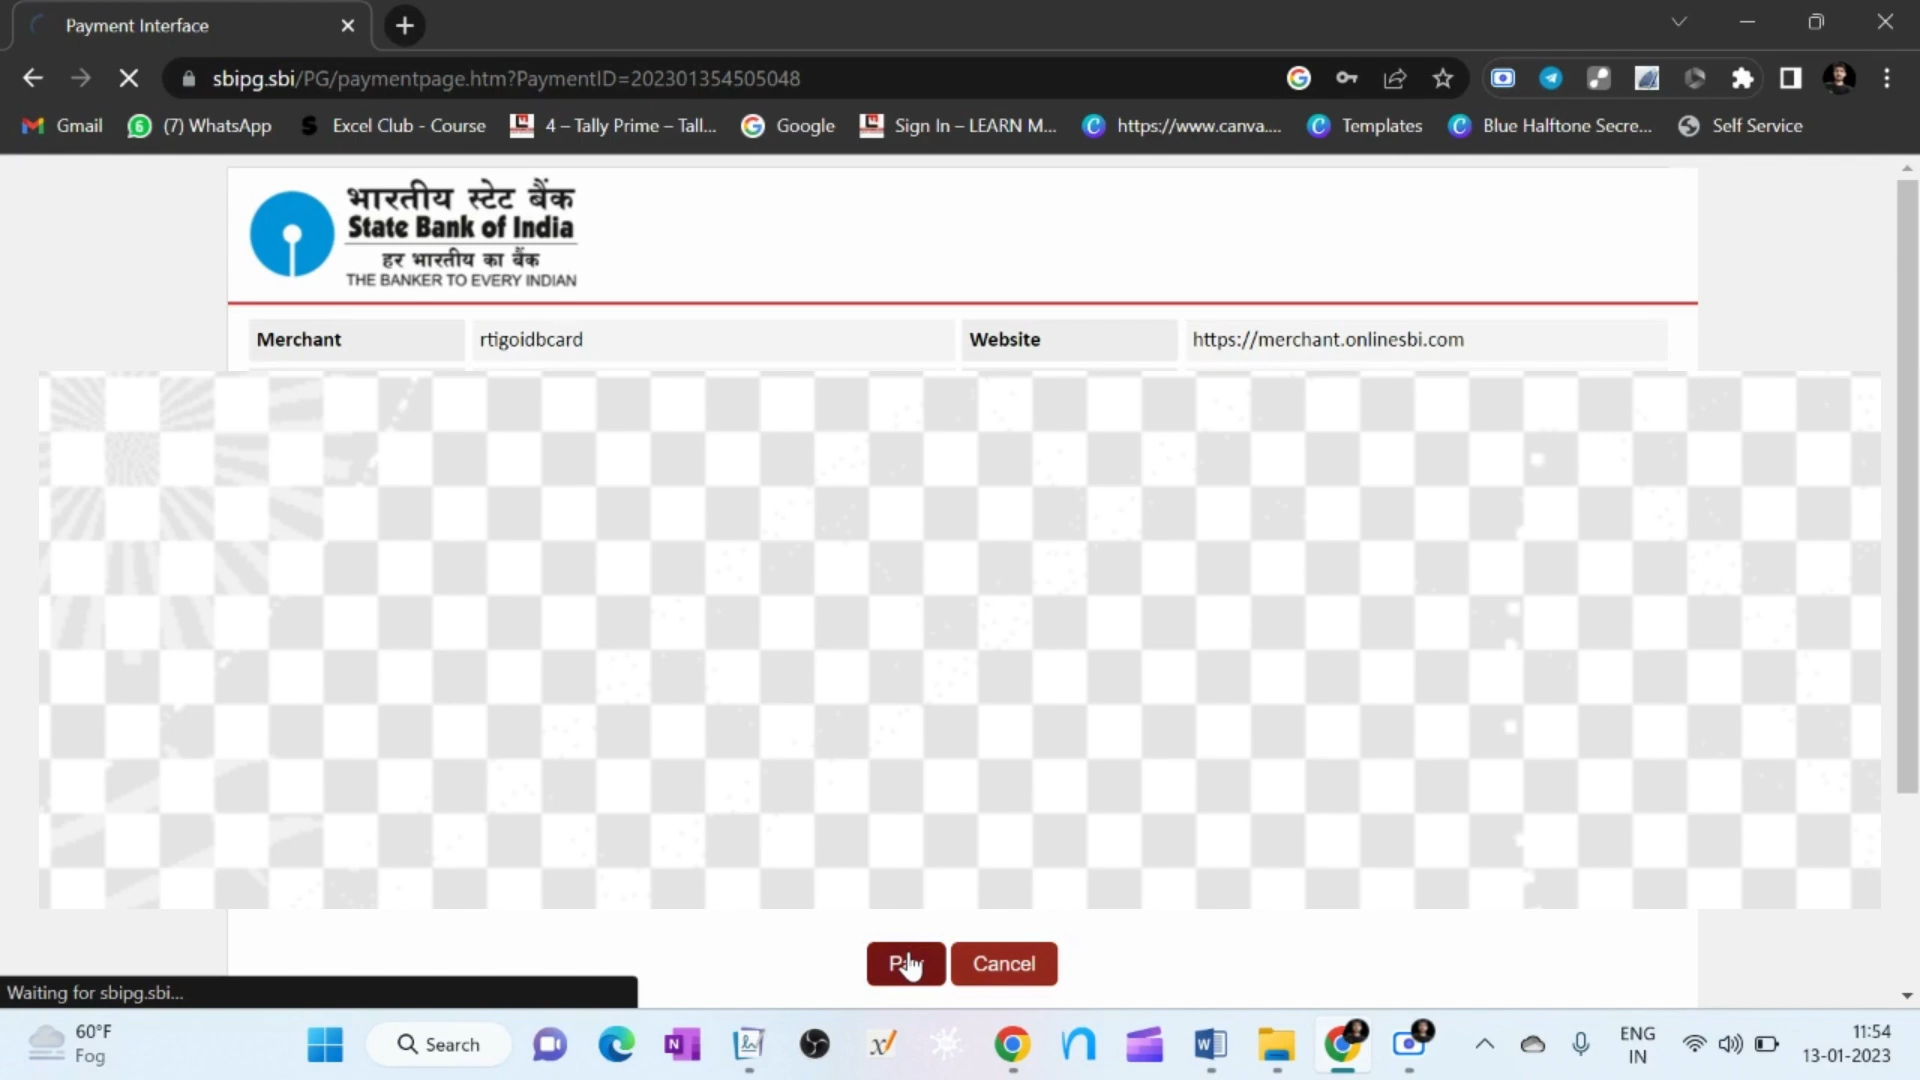 Payment Interface
sbipg.sbi/PG/paymentpage.htm?PaymentID=202301354505048
Gmail
(7) WhatsApp
Excel Club - Course
4 – Tally Prime – Tall...
Google
Sign In – LEARN M...
https://www.canva....
Templates
Blue Halftone Secre...
Self Service
भारतीय स्टेट बैंक
State Bank of India
हर भारतीय का बैंक
THE BANKER TO EVERY INDIAN
Merchant
rtigoidbcard
Website
https://merchant.onlinesbi.com
Pay
Cancel
Waiting for sbipg.sbi...
60°F
Fog
Search
ENG
IN
11:54
13-01-2023